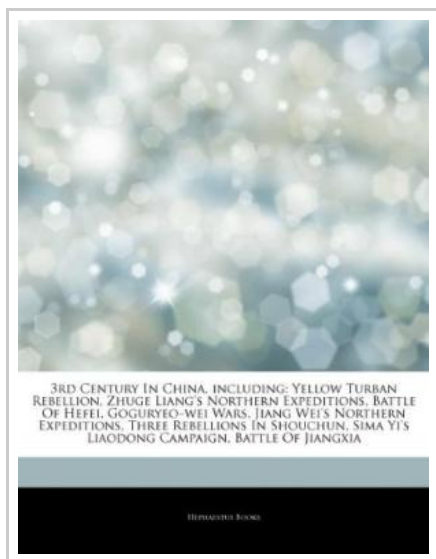 3RD CENTURY IN CHINA, INCLUDING: YELLOW TURBAN
REBELLION, ZHUGE LIANG'S NORTHERN EXPEDITIONS, BATTLE
OF HEFEI, GOGURYEO–WEI WARS, JIANG WEI'S NORTHERN
EXPEDITIONS, THREE REBELLIONS IN SHOUCHUN, SIMA YI'S
LIAODONG CAMPAIGN, BATTLE OF JIANGXIA
HEPHAESTUS BOOKS